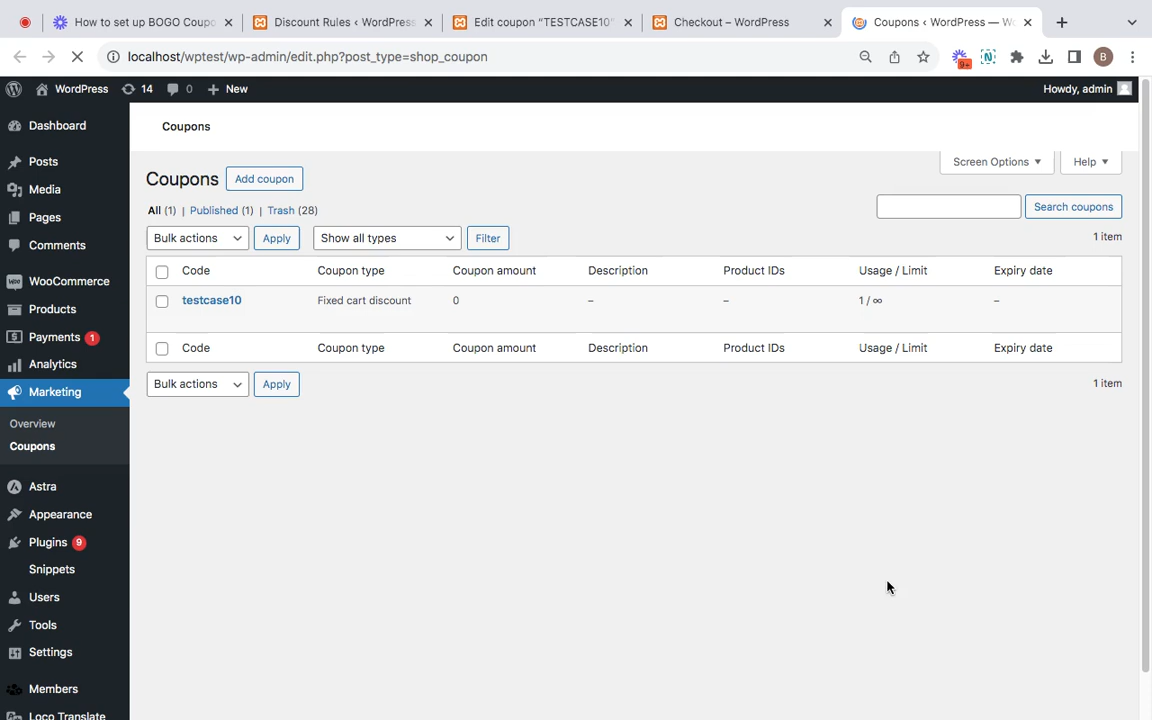 How to set up BOGO Coupo
Discount Rules ‹ WordPress
Edit coupon "TESTCASE10"
Checkout – WordPress
Coupons ‹ WordPress — Wo
localhost/wptest/wp-admin/edit.php?post_type=shop_coupon
9+
B
WordPress
14
0
New
Howdy, admin
Dashboard
Posts
Media
Pages
Comments
WooCommerce
Products
Payments 1
Analytics
Marketing
Overview
Coupons
Astra
Appearance
Plugins 9
Snippets
Users
Tools
Settings
Members
Loco Translate
Coupons
Screen Options
Help
Coupons
Add coupon
All (1) | Published (1) | Trash (28)
Search coupons
Bulk actions
Apply
Show all types
Filter
1 item
Code
Coupon type
Coupon amount
Description
Product IDs
Usage / Limit
Expiry date
testcase10
Fixed cart discount
0
–
–
1 / ∞
–
Code
Coupon type
Coupon amount
Description
Product IDs
Usage / Limit
Expiry date
Bulk actions
Apply
1 item